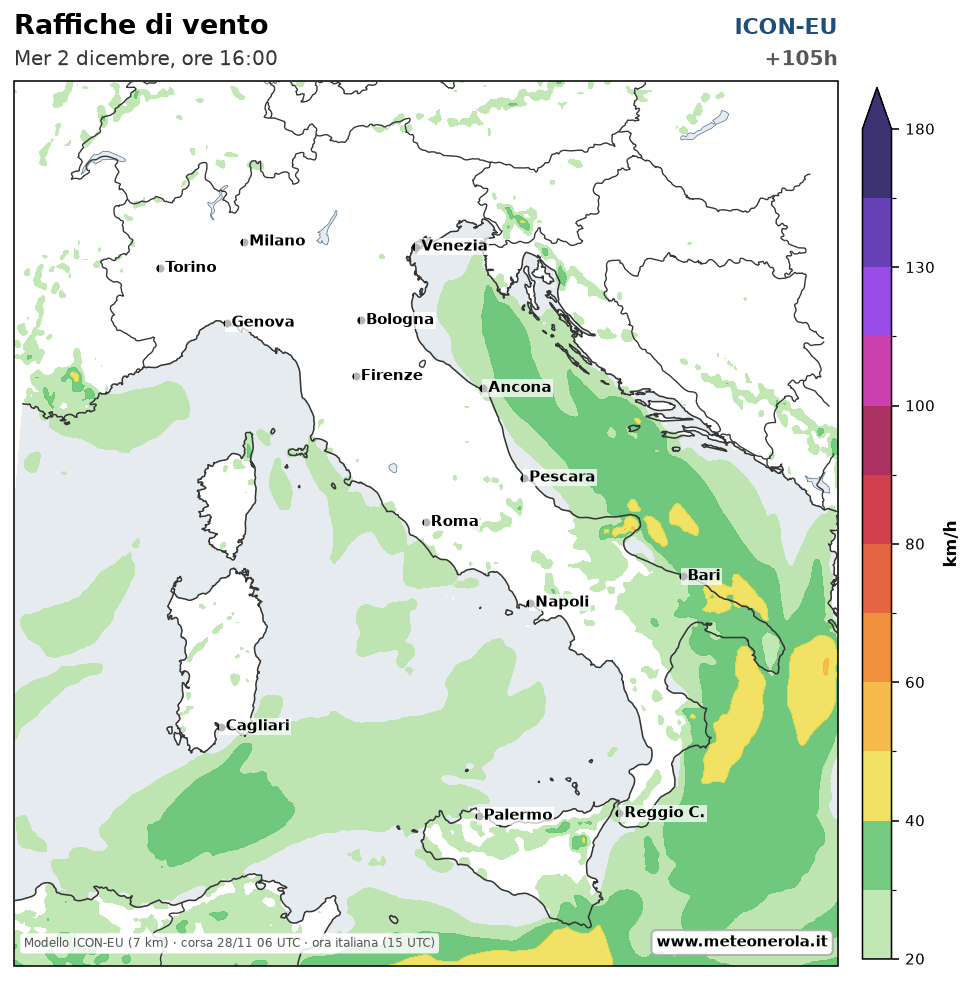 Raffiche di vento
ICON-EU
Mer 2 dicembre, ore 16:00
+105h
180
130
100
80
60
40
20
km/h
Milano
Venezia
Torino
Genova
Bologna
Firenze
Ancona
Pescara
Roma
Bari
Napoli
Cagliari
Palermo
Reggio C.
Modello ICON-EU (7 km) · corsa 28/11 06 UTC · ora italiana (15 UTC)
www.meteonerola.it